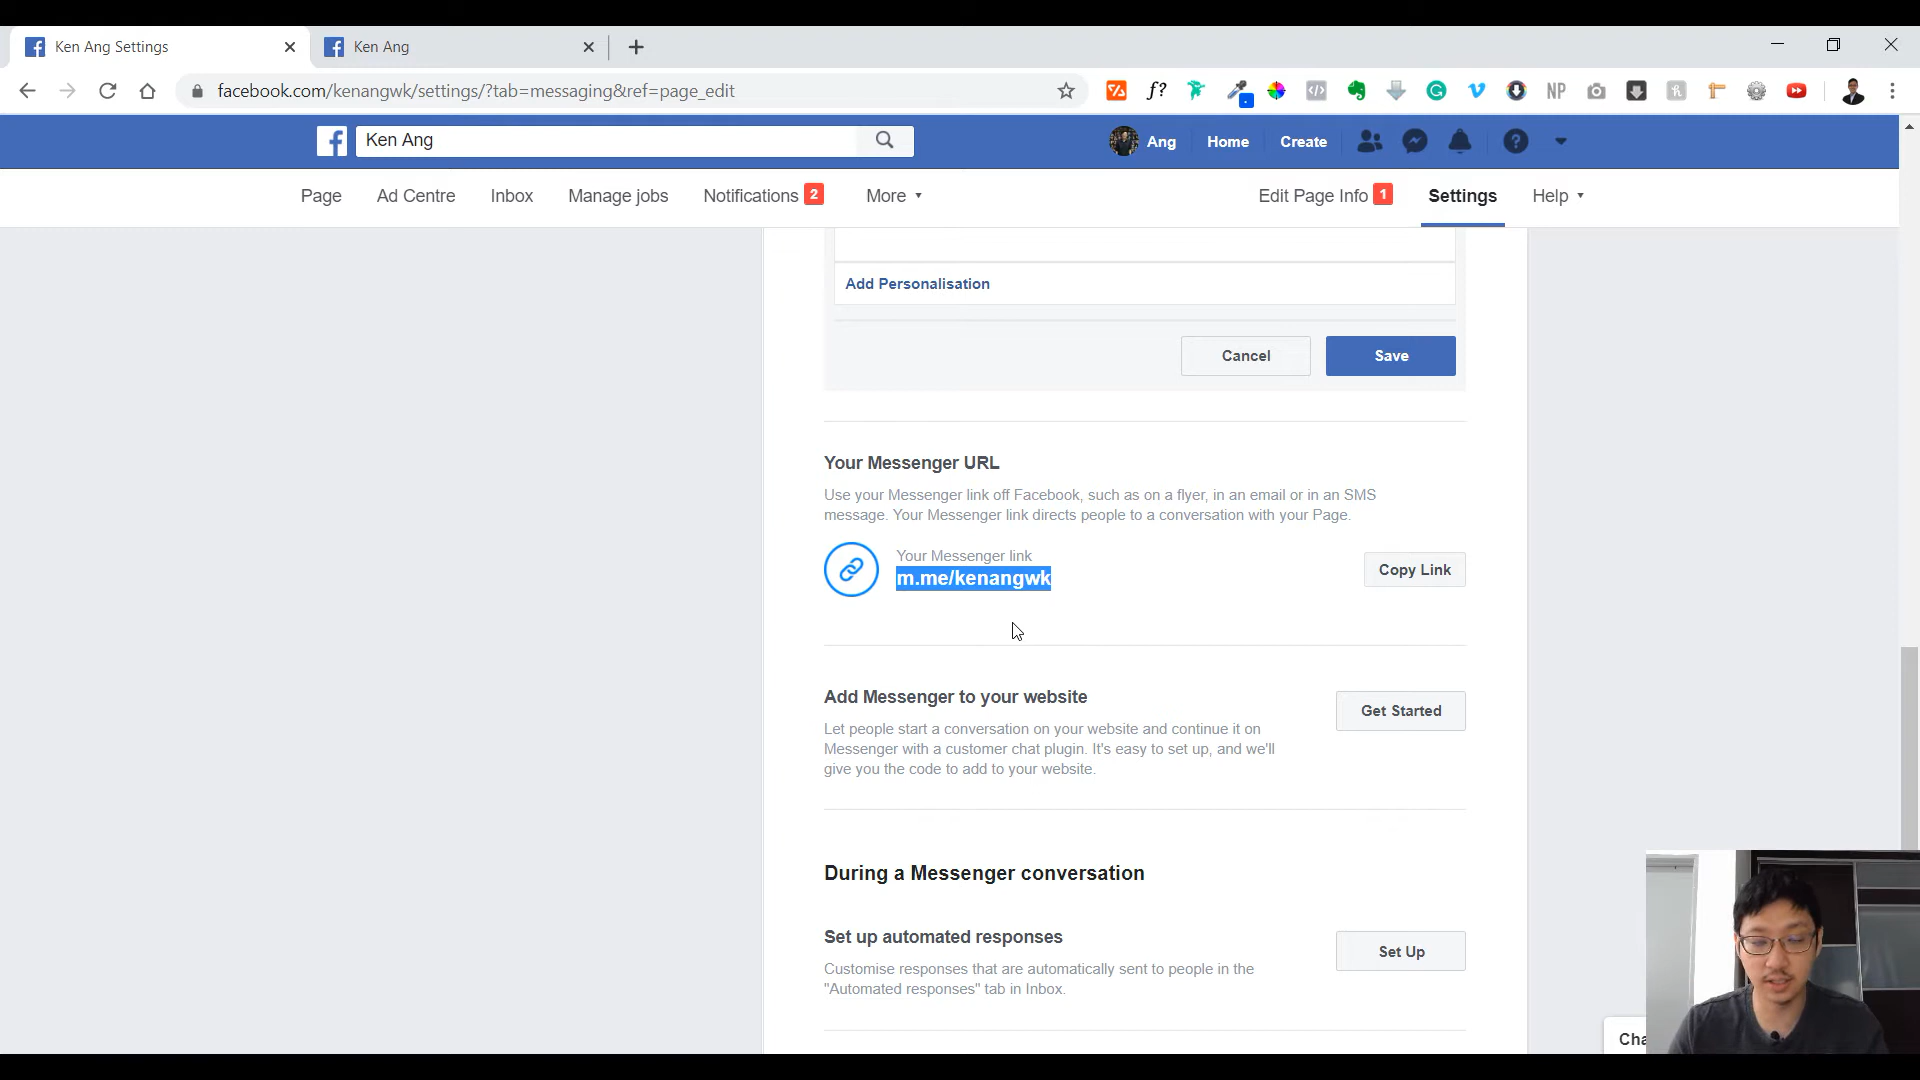 Ken Ang Settings
Ken Ang
facebook.com/kenangwk/settings/?tab=messaging&ref=page_edit
f?
NP
Ken Ang
Ang
Home
Create
Page
Ad Centre
Inbox
Manage jobs
Notifications 2
More
Edit Page Info 1
Settings
Help
Add Personalisation
Cancel
Save
Your Messenger URL
Use your Messenger link off Facebook, such as on a flyer, in an email or in an SMS
message. Your Messenger link directs people to a conversation with your Page.
Your Messenger link
m.me/kenangwk
Copy Link
Add Messenger to your website
Get Started
Let people start a conversation on your website and continue it on
Messenger with a customer chat plugin. It's easy to set up, and we'll
give you the code to add to your website.
During a Messenger conversation
Set up automated responses
Set Up
Customise responses that are automatically sent to people in the
"Automated responses" tab in Inbox.
Cha